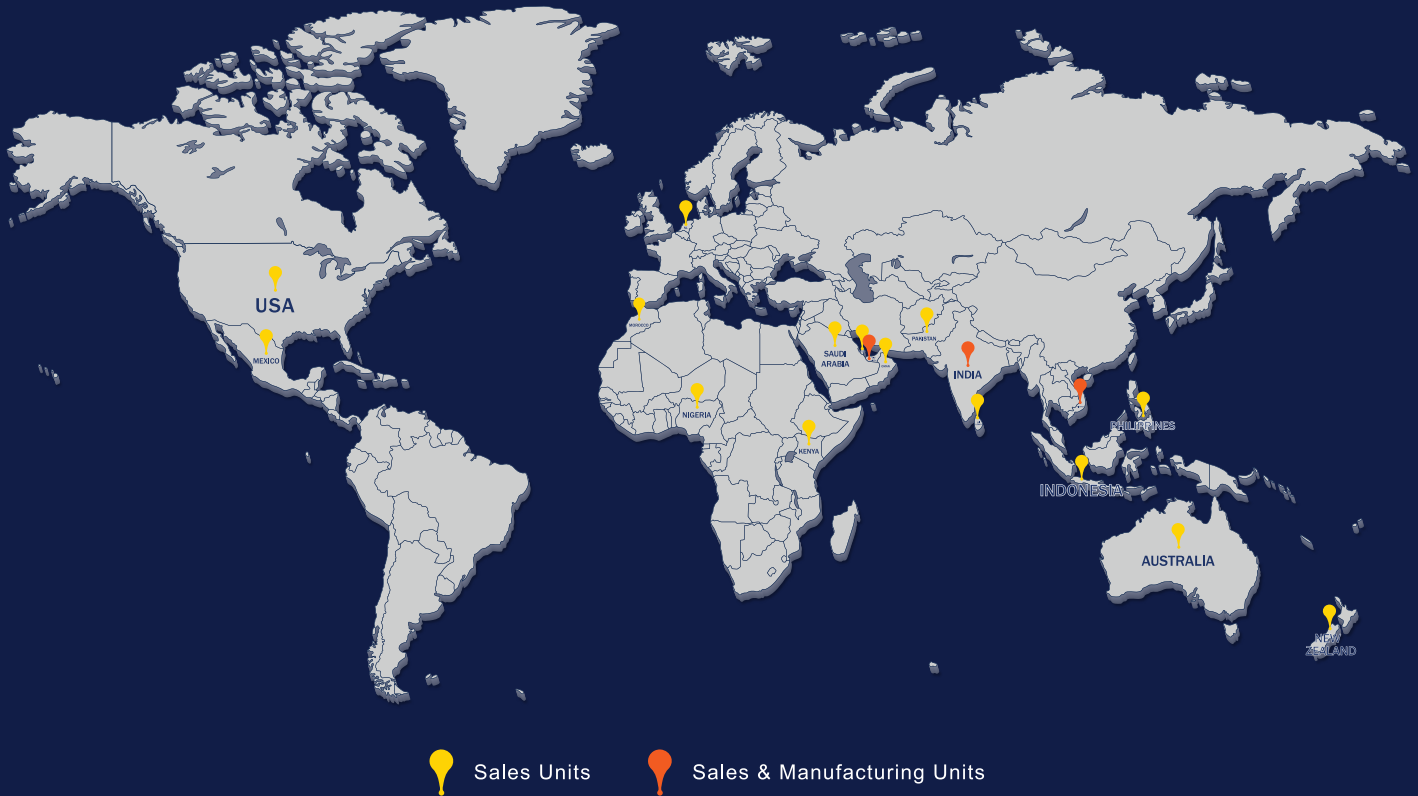 USA
MEXICO
MOROCCO
NIGERIA
KENYA
SAUDI
ARABIA
PAKISTAN
INDIA
PHILIPPINES
INDONESIA
AUSTRALIA
NEW
ZEALAND
Sales Units
Sales & Manufacturing Units